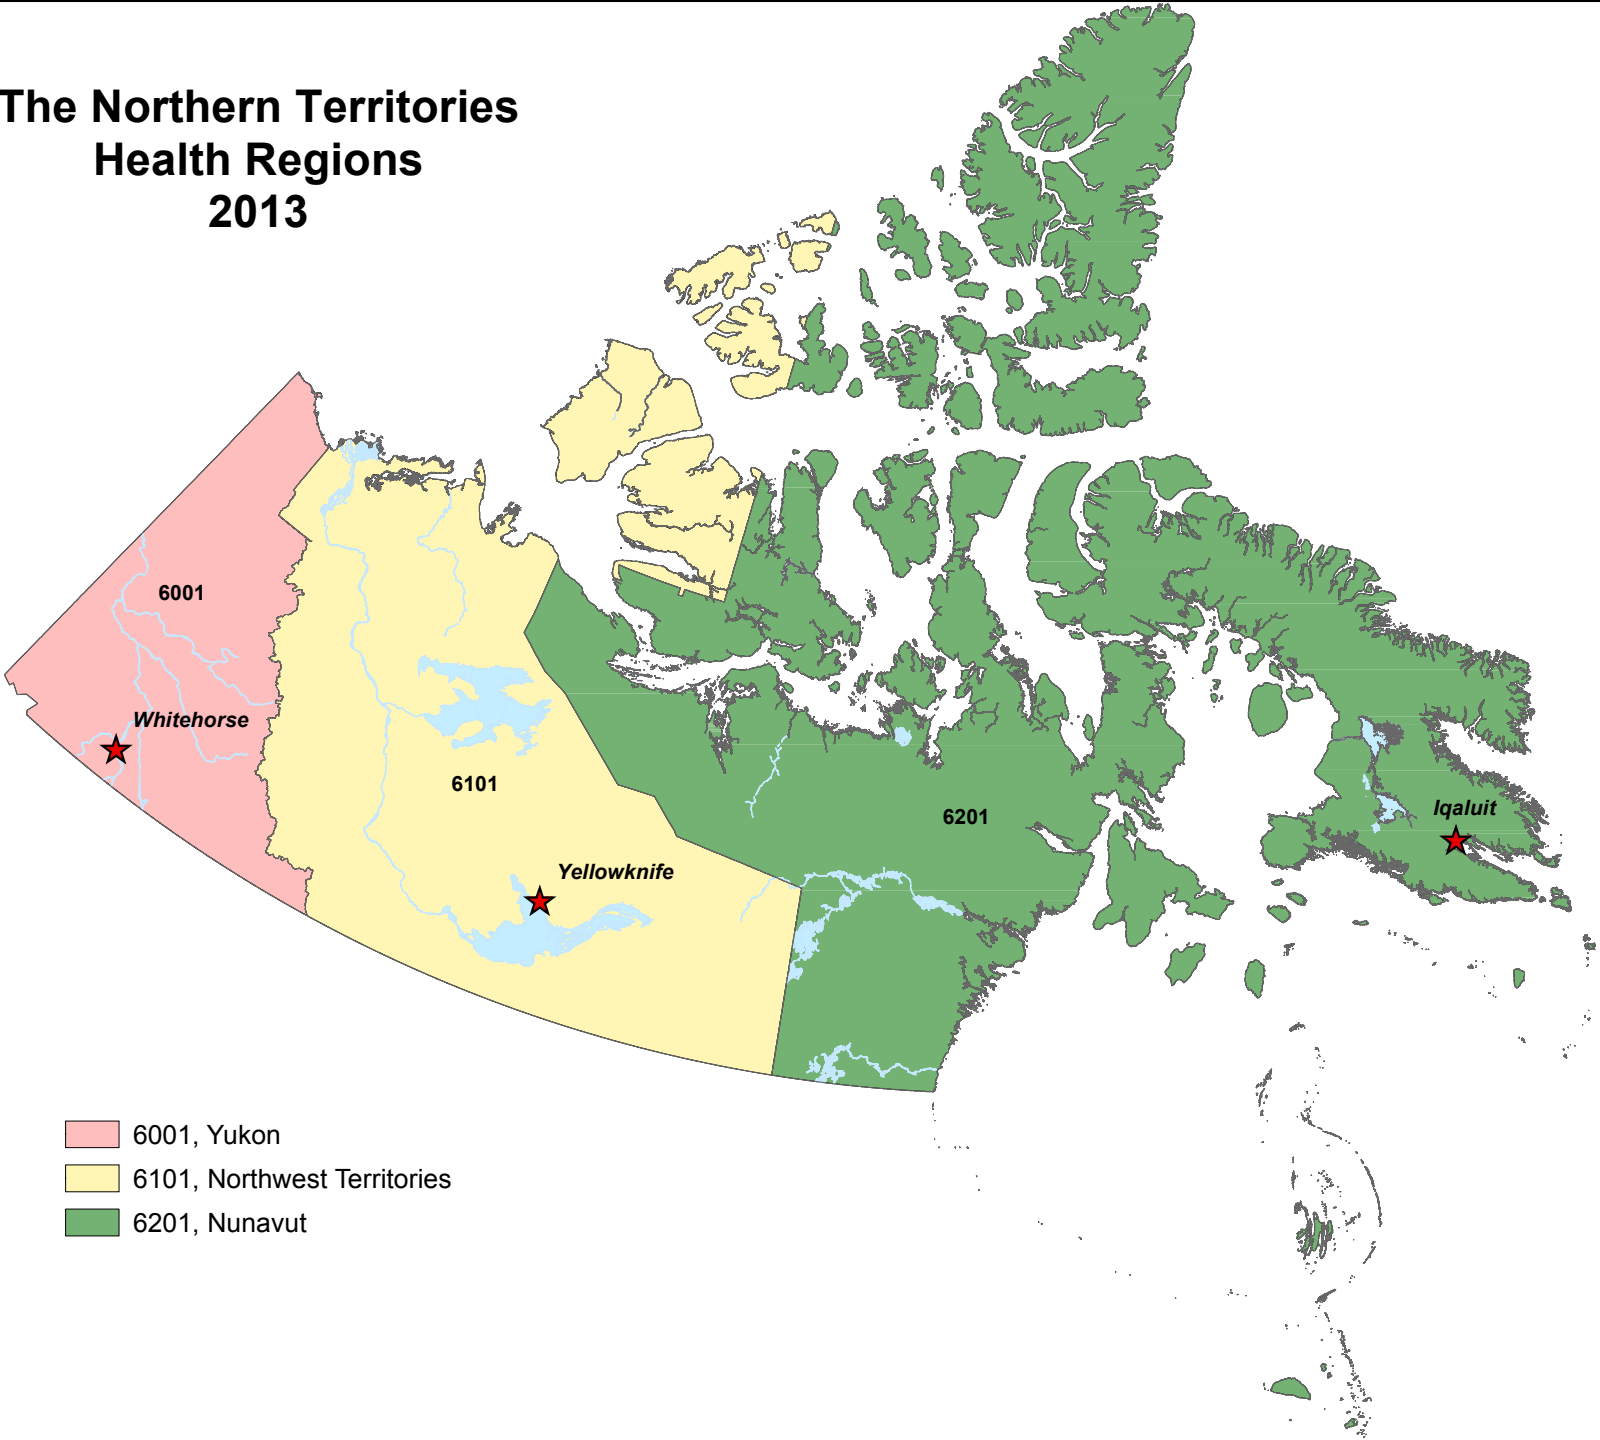 The Northern Territories
Health Regions
2013
6001
Whitehorse
6101
Yellowknife
6201
Iqaluit
6001, Yukon
6101, Northwest Territories
6201, Nunavut